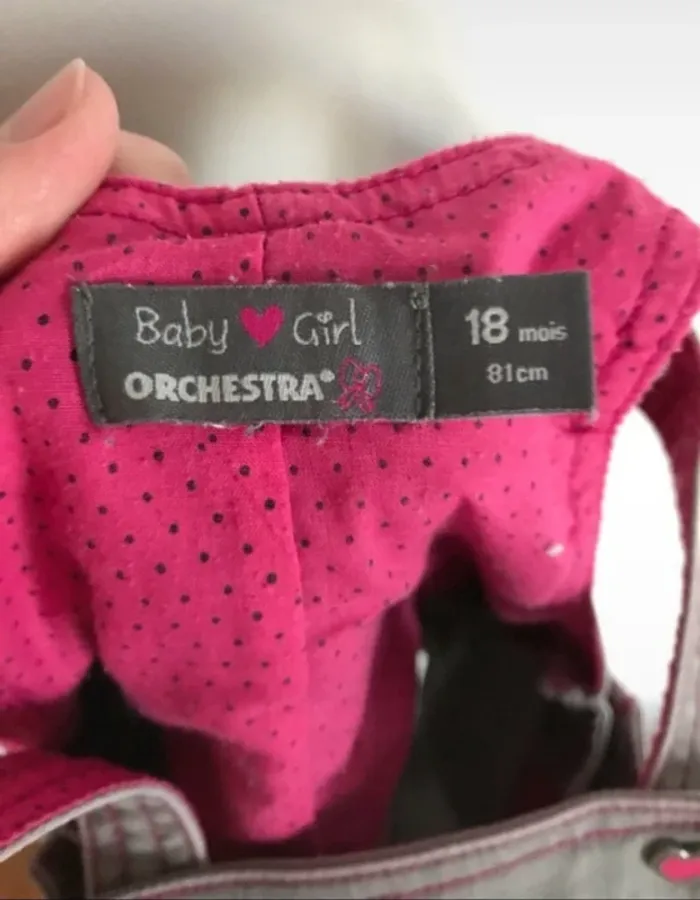 Baby Girl
ORCHESTRA®
18 mois
81cm